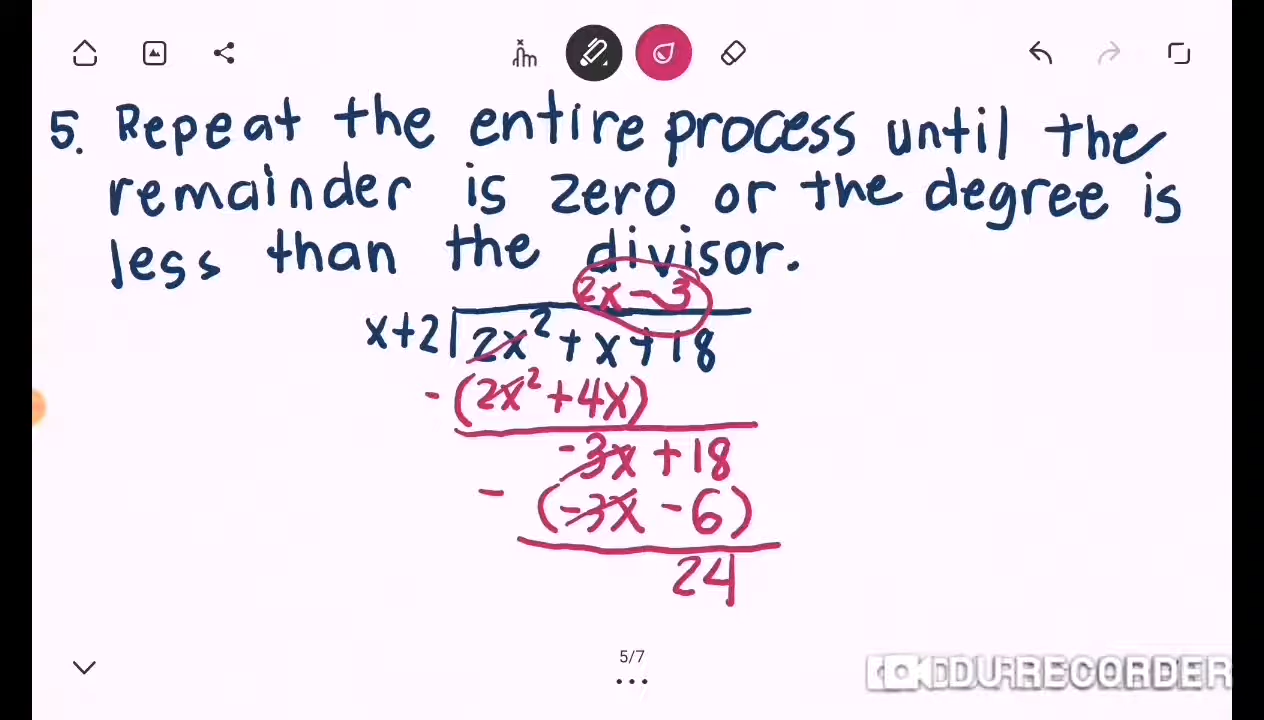 5. Repeat the entire process until the
remainder is zero or the degree is
less than the divisor.
2x - 3
x+2 2x² + x + 18
- (2x² + 4x)
-3x + 18
- (-3x - 6)
24
5/7
DU RECORDER